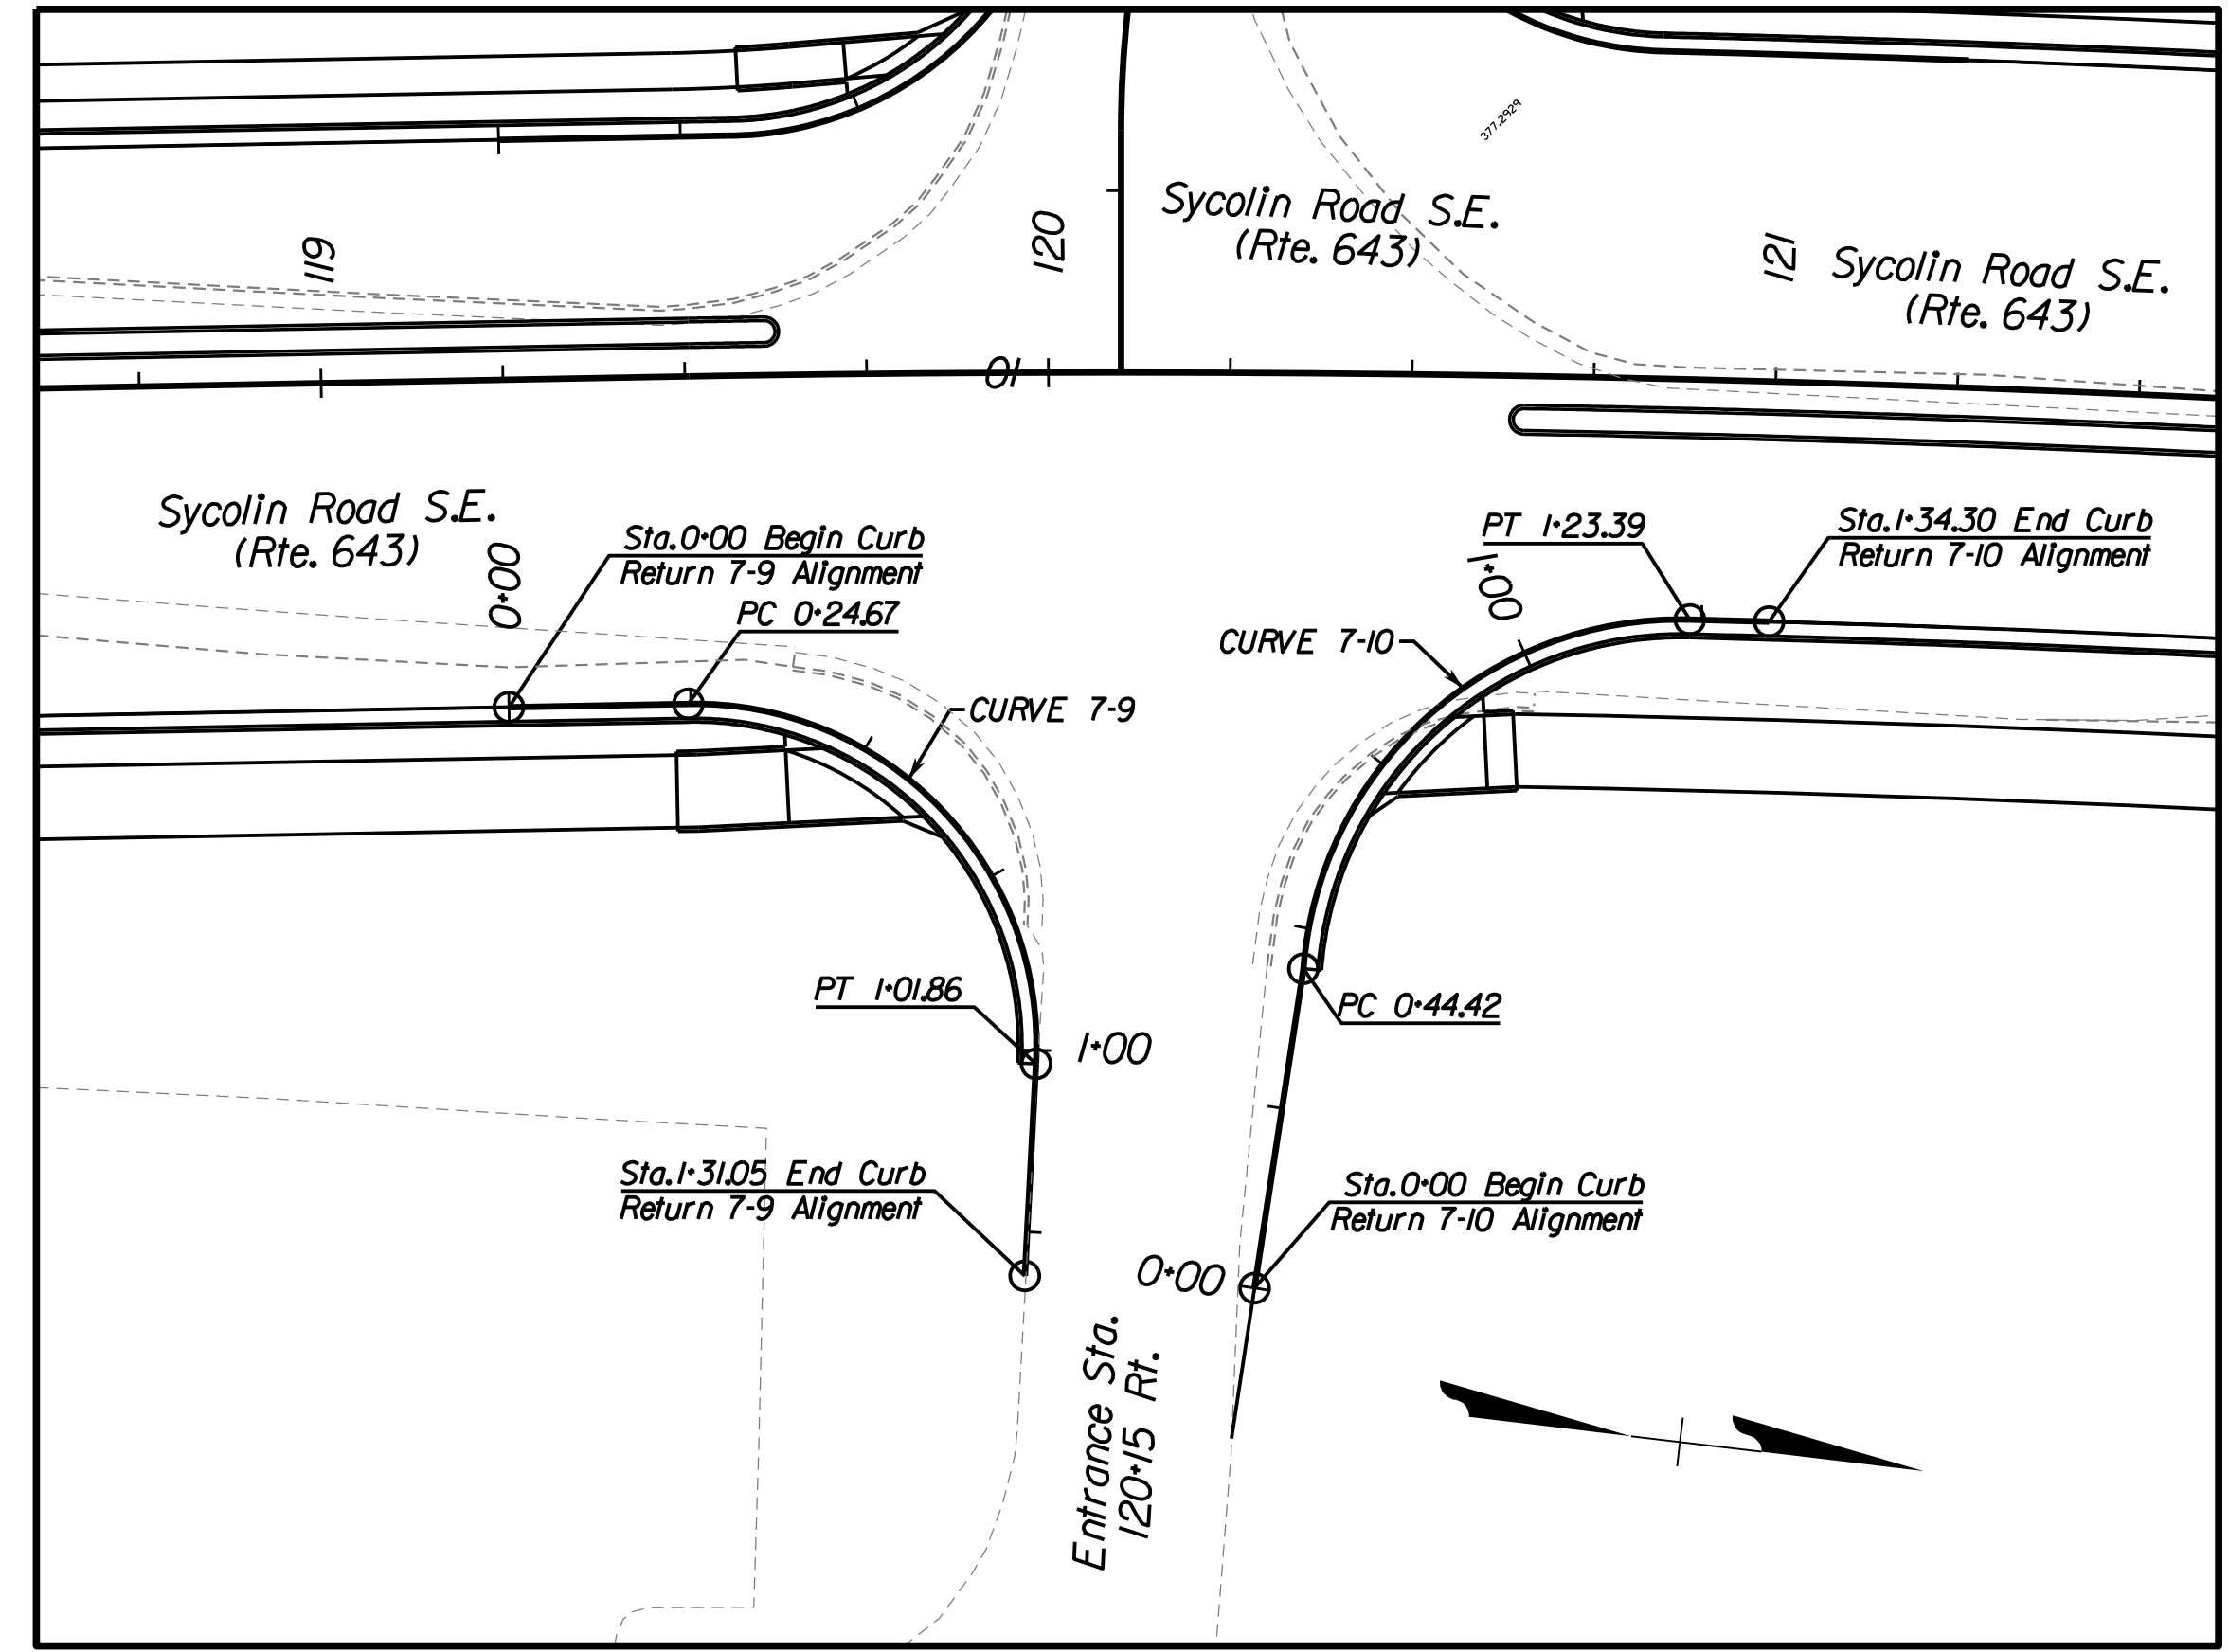 377.2929
Sycolin Road S.E.
(Rte. 643)
119
120
121
Sycolin Road S.E.
(Rte. 643)
10
Sycolin Road S.E.
(Rte. 643)
0+00
Sta. 0+00 Begin Curb
Return 7-9 Alignment
PC 0+24.67
PT 1+23.39
Sta. 1+34.30 End Curb
Return 7-10 Alignment
1+00
CURVE 7-10
CURVE 7-9
PT 1+01.86
1+00
PC 0+44.42
Sta. 1+31.05 End Curb
Return 7-9 Alignment
Sta. 0+00 Begin Curb
Return 7-10 Alignment
0+00
Entrance Sta.
120+15 Rt.